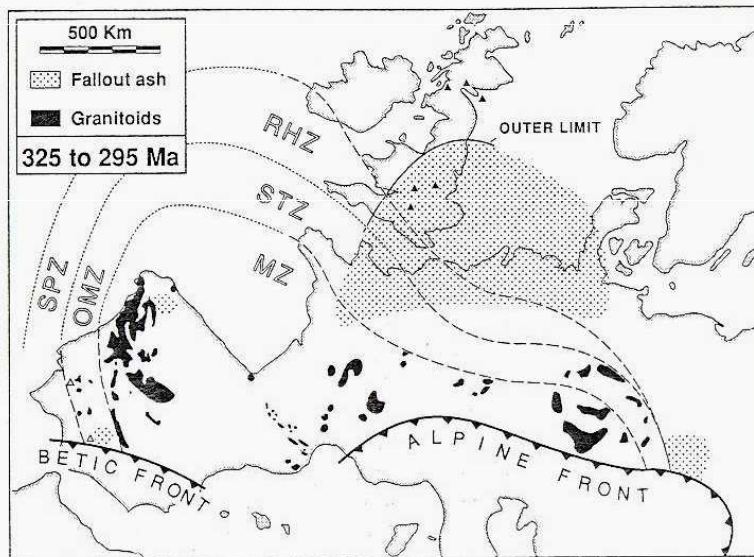 500 Km
Fallout ash
Granitoids
325 to 295 Ma
OUTER LIMIT
RHZ
STZ
MZ
SPZ
OMZ
BETIC FRONT
ALPINE FRONT